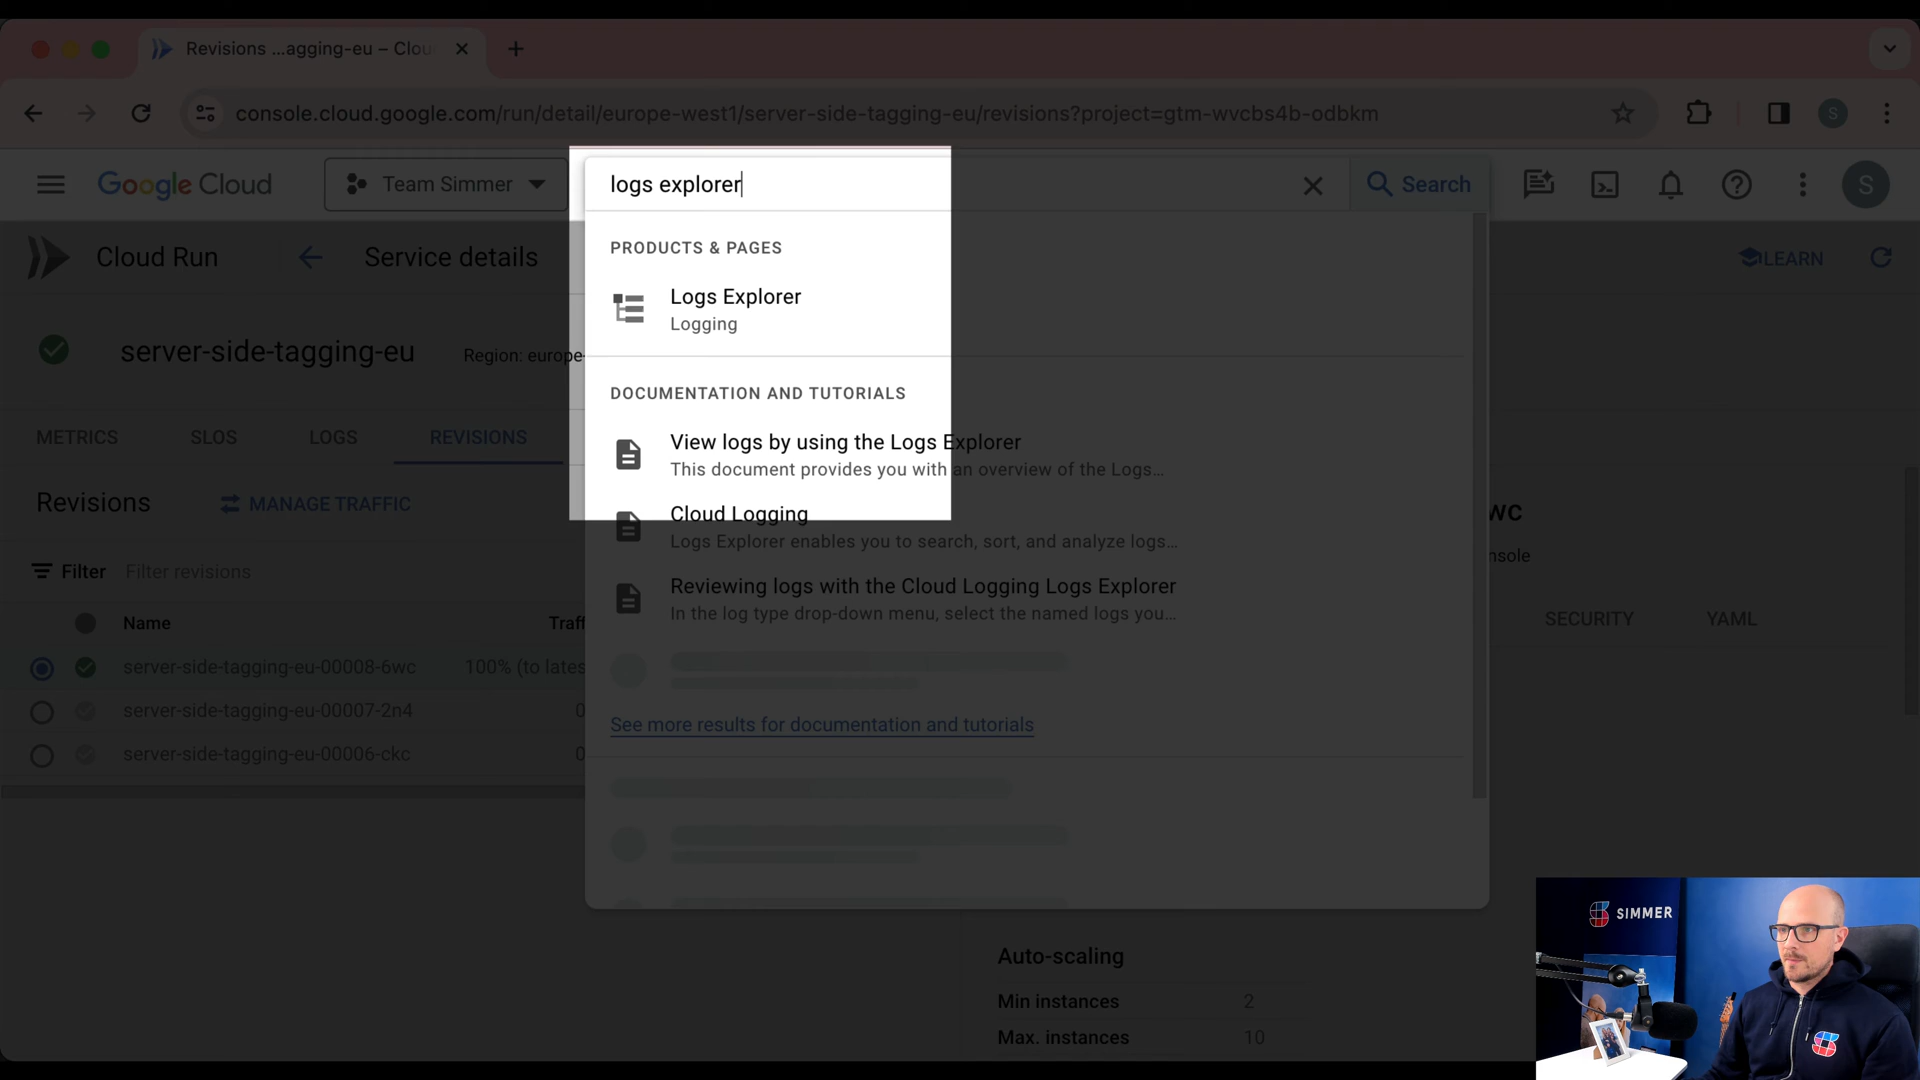 Revisions ...agging-eu – Clou
console.cloud.google.com/run/detail/europe-west1/server-side-tagging-eu/revisions?project=gtm-wvcbs4b-odbkm
S
Google Cloud
Team Simmer
logs explorer
Search
S
Cloud Run
Service details
LEARN
PRODUCTS & PAGES
Logs Explorer
Logging
server-side-tagging-eu
Region: europe-
DOCUMENTATION AND TUTORIALS
METRICS
SLOS
LOGS
REVISIONS
View logs by using the Logs Explorer
This document provides you with an overview of the Logs...
Revisions
MANAGE TRAFFIC
Cloud Logging
Logs Explorer enables you to search, sort, and analyze logs...
wc
nsole
Filter
Filter revisions
Reviewing logs with the Cloud Logging Logs Explorer
In the log type drop-down menu, select the named logs you...
SECURITY
YAML
Name
Traff
server-side-tagging-eu-00008-6wc
100% (to lates
server-side-tagging-eu-00007-2n4
0
server-side-tagging-eu-00006-ckc
0
See more results for documentation and tutorials
Auto-scaling
Min instances
2
Max. instances
10
SIMMER